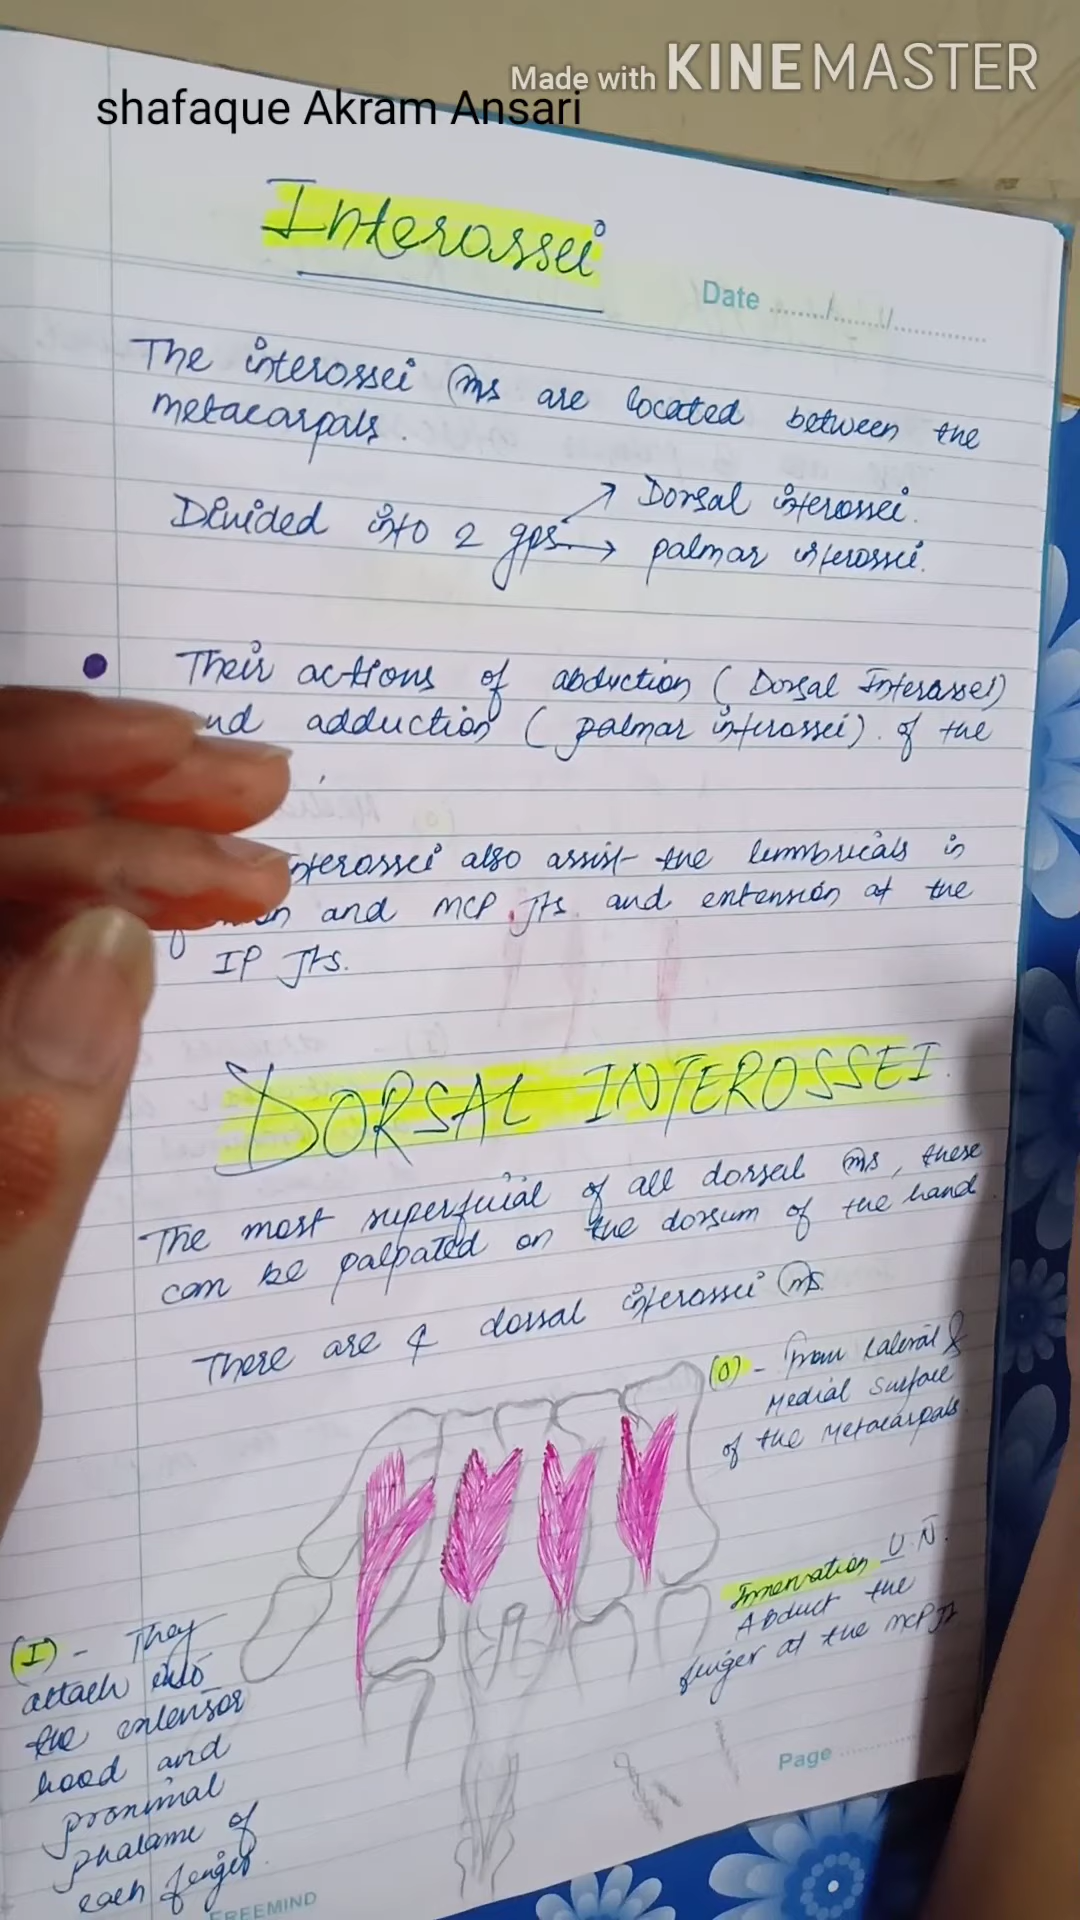 Made with KINEMASTER
shafaque Akram Ansari
Interossei
Date ......./......./..............
The interossei ms are located between the
metacarpals.
Divided into 2 gps → Dorsal interossei.
→ palmar interossei.
Their actions of abduction ( Dorsal Interossei)
and adduction ( palmar interossei). of the
interossei also assist the lumbricals in
and MCP Jts. and extension at the
IP Jts.
DORSAL INTEROSSEI.
The most superficial of all dorsal ms, these
can be palpated on the dorsum of the hand
There are 4 dorsal interossei ms.
(O) - From Lateral &
Medial Surface
of the Metacarpals.
Innervation U.N.
Abduct the
finger at the MCP Jt
(I) - They
attach into
the extensor
hood and
proximal
phalanx of
each finger.
Page ..............
FREEMIND